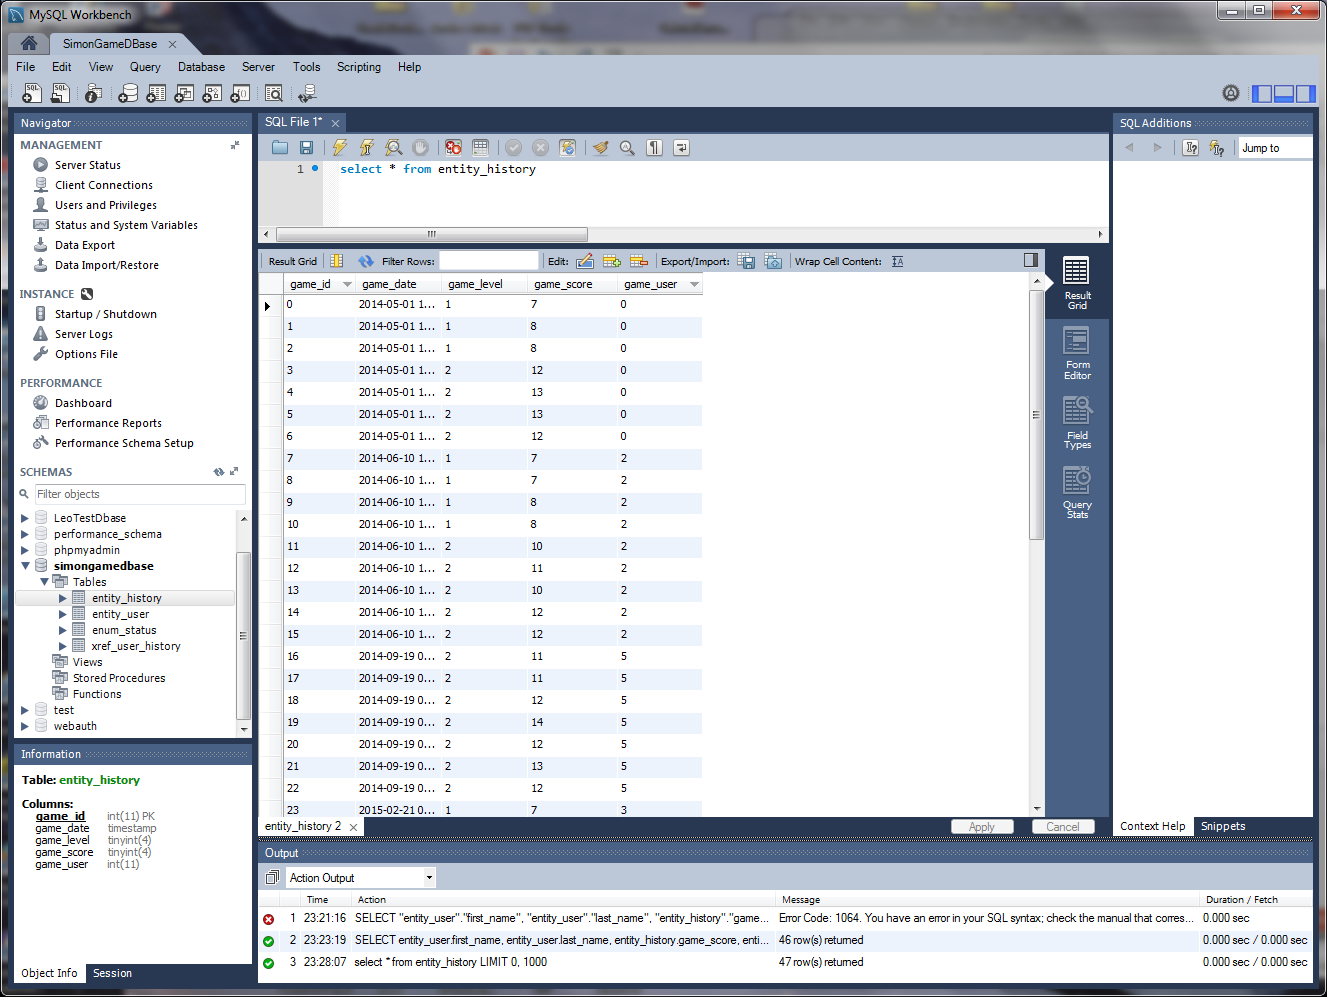 MySQL Workbench
SimonGameDBase
File Edit View Query Database Server Tools Scripting Help
Navigator
MANAGEMENT
Server Status
Client Connections
Users and Privileges
Status and System Variables
Data Export
Data Import/Restore
INSTANCE
Startup / Shutdown
Server Logs
Options File
PERFORMANCE
Dashboard
Performance Reports
Performance Schema Setup
SCHEMAS
Filter objects
LeoTestDbase
performance_schema
phpmyadmin
simongamedbase
Tables
entity_history
entity_user
enum_status
xref_user_history
Views
Stored Procedures
Functions
test
webauth
Information
Table: entity_history
Columns:
game_id int(11) PK
game_date timestamp
game_level tinyint(4)
game_score tinyint(4)
game_user int(11)
Object Info Session
SQL File 1*
1 select * from entity_history
Result Grid Filter Rows: Edit: Export/Import: Wrap Cell Content:
game_id game_date game_level game_score game_user
0 2014-05-01 1... 1 7 0
1 2014-05-01 1... 1 8 0
2 2014-05-01 1... 1 8 0
3 2014-05-01 1... 2 12 0
4 2014-05-01 1... 2 13 0
5 2014-05-01 1... 2 13 0
6 2014-05-01 1... 2 12 0
7 2014-06-10 1... 1 7 2
8 2014-06-10 1... 1 7 2
9 2014-06-10 1... 1 8 2
10 2014-06-10 1... 1 8 2
11 2014-06-10 1... 2 10 2
12 2014-06-10 1... 2 11 2
13 2014-06-10 1... 2 10 2
14 2014-06-10 1... 2 12 2
15 2014-06-10 1... 2 12 2
16 2014-09-19 0... 2 11 5
17 2014-09-19 0... 2 11 5
18 2014-09-19 0... 2 12 5
19 2014-09-19 0... 2 14 5
20 2014-09-19 0... 2 12 5
21 2014-09-19 0... 2 13 5
22 2014-09-19 0... 2 12 5
23 2015-02-21 0... 1 7 3
Result
Grid
Form
Editor
Field
Types
Query
Stats
entity_history 2 Apply Cancel
SQL Additions
Jump to
Context Help Snippets
Output
Action Output
Time Action Message Duration / Fetch
1 23:21:16 SELECT "entity_user"."first_name", "entity_user"."last_name", "entity_history"."game... Error Code: 1064. You have an error in your SQL syntax; check the manual that corres... 0.000 sec
2 23:23:19 SELECT entity_user.first_name, entity_user.last_name, entity_history.game_score, enti... 46 row(s) returned 0.000 sec / 0.000 sec
3 23:28:07 select * from entity_history LIMIT 0, 1000 47 row(s) returned 0.000 sec / 0.000 sec